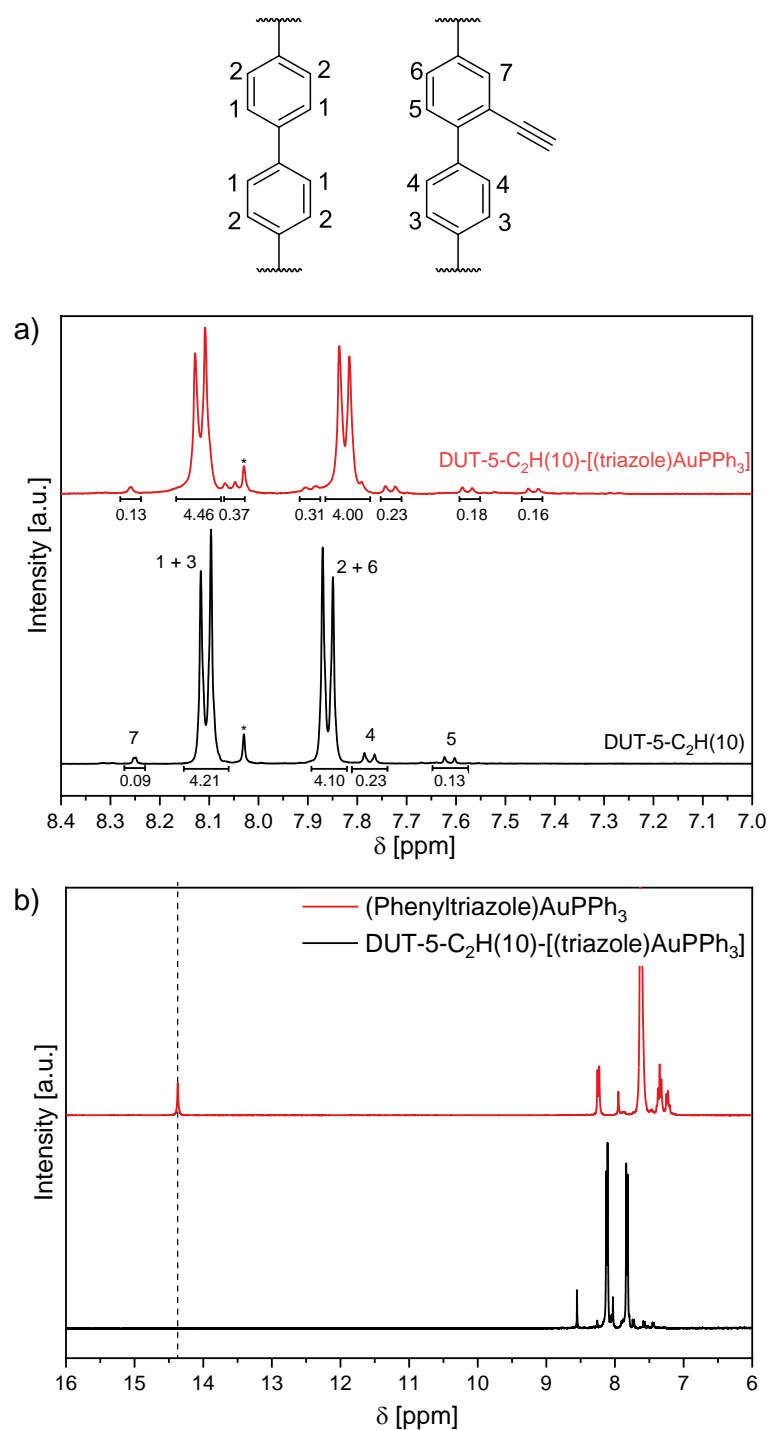 2 2 6 7
1 1 5
1 1 4 4
2 2 3 3
a)
DUT-5-C₂H(10)-[(triazole)AuPPh₃]
*
0.13 4.46 0.37 0.31 4.00 0.23 0.18 0.16
1 + 3 2 + 6
7 * 4 5
DUT-5-C₂H(10)
0.09 4.21 4.10 0.23 0.13
Intensity [a.u.]
8.4 8.3 8.2 8.1 8.0 7.9 7.8 7.7 7.6 7.5 7.4 7.3 7.2 7.1 7.0
δ [ppm]
b)
(Phenyltriazole)AuPPh₃
DUT-5-C₂H(10)-[(triazole)AuPPh₃]
Intensity [a.u.]
16 15 14 13 12 11 10 9 8 7 6
δ [ppm]